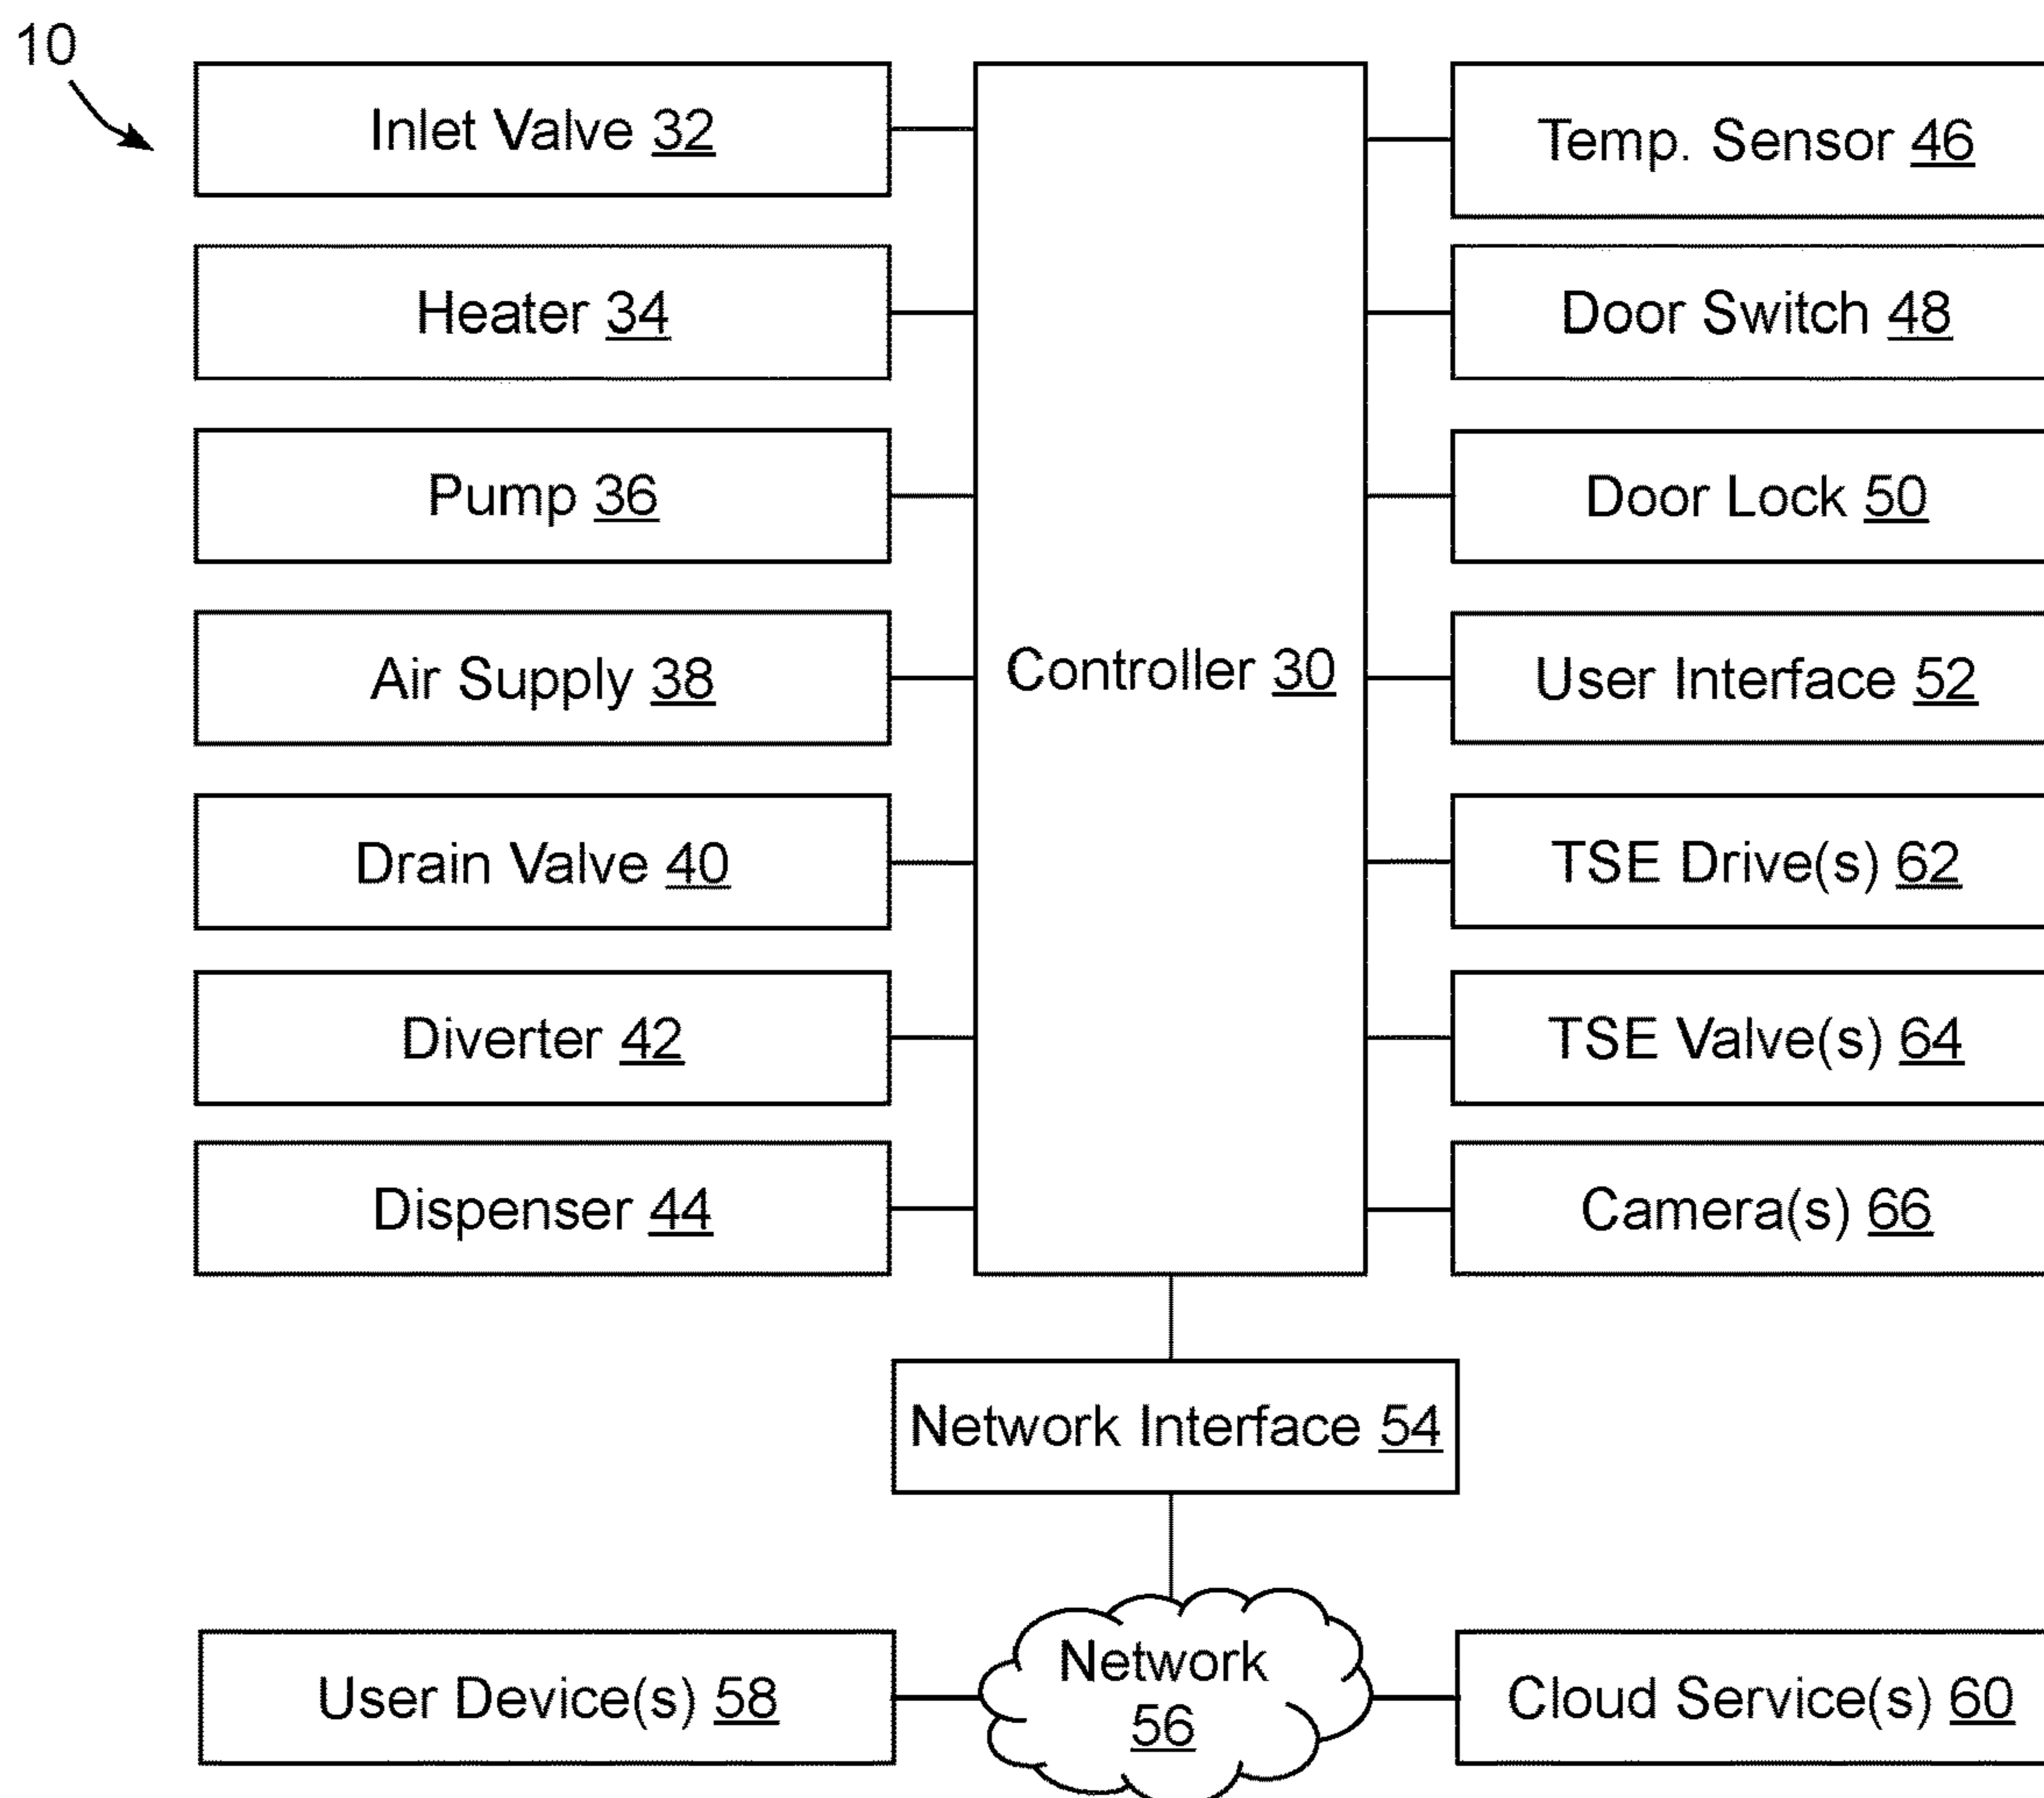 10
Inlet Valve 32
Heater 34
Pump 36
Air Supply 38
Drain Valve 40
Diverter 42
Dispenser 44
Controller 30
Temp. Sensor 46
Door Switch 48
Door Lock 50
User Interface 52
TSE Drive(s) 62
TSE Valve(s) 64
Camera(s) 66
Network Interface 54
User Device(s) 58
Network
56
Cloud Service(s) 60